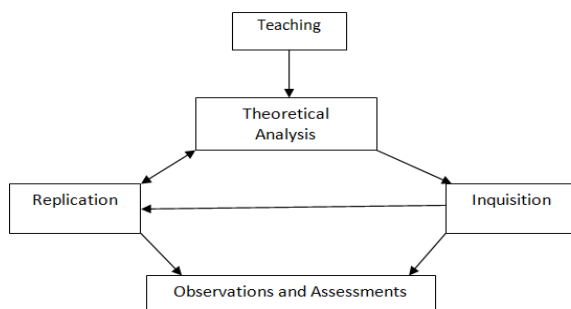 Teaching
Theoretical
Analysis
Replication
Inquisition
Observations and Assessments